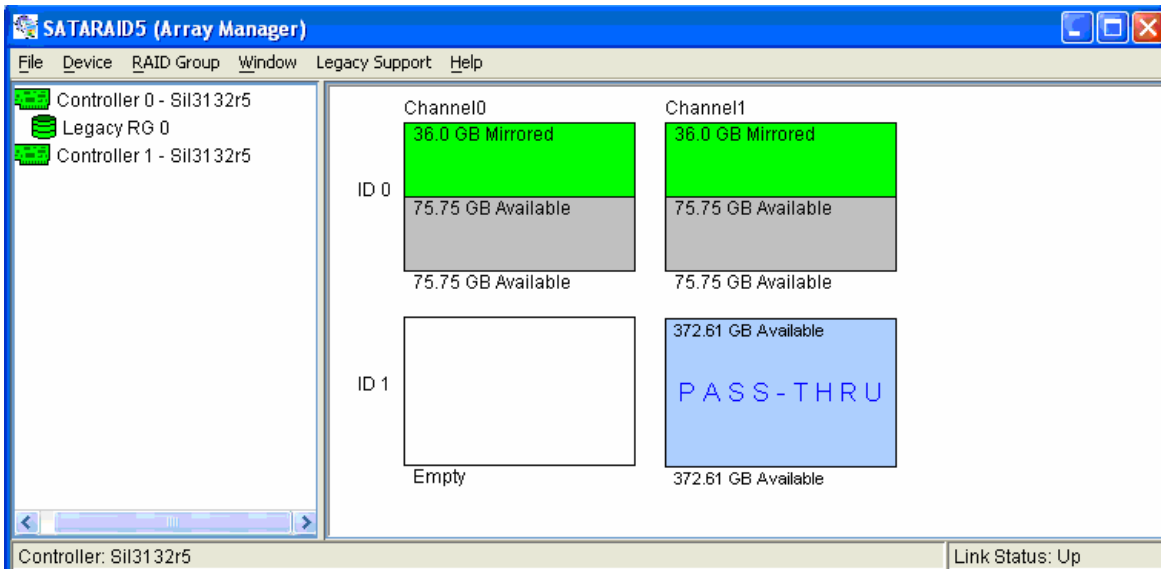 SATARAID5 (Array Manager)
File Device RAID Group Window Legacy Support Help
Controller 0 - SiI3132r5
Legacy RG 0
Controller 1 - SiI3132r5
Channel0 Channel1
36.0 GB Mirrored 36.0 GB Mirrored
ID 0
75.75 GB Available 75.75 GB Available
75.75 GB Available 75.75 GB Available
372.61 GB Available
ID 1 PASS-THRU
Empty 372.61 GB Available
Controller: SiI3132r5 Link Status: Up